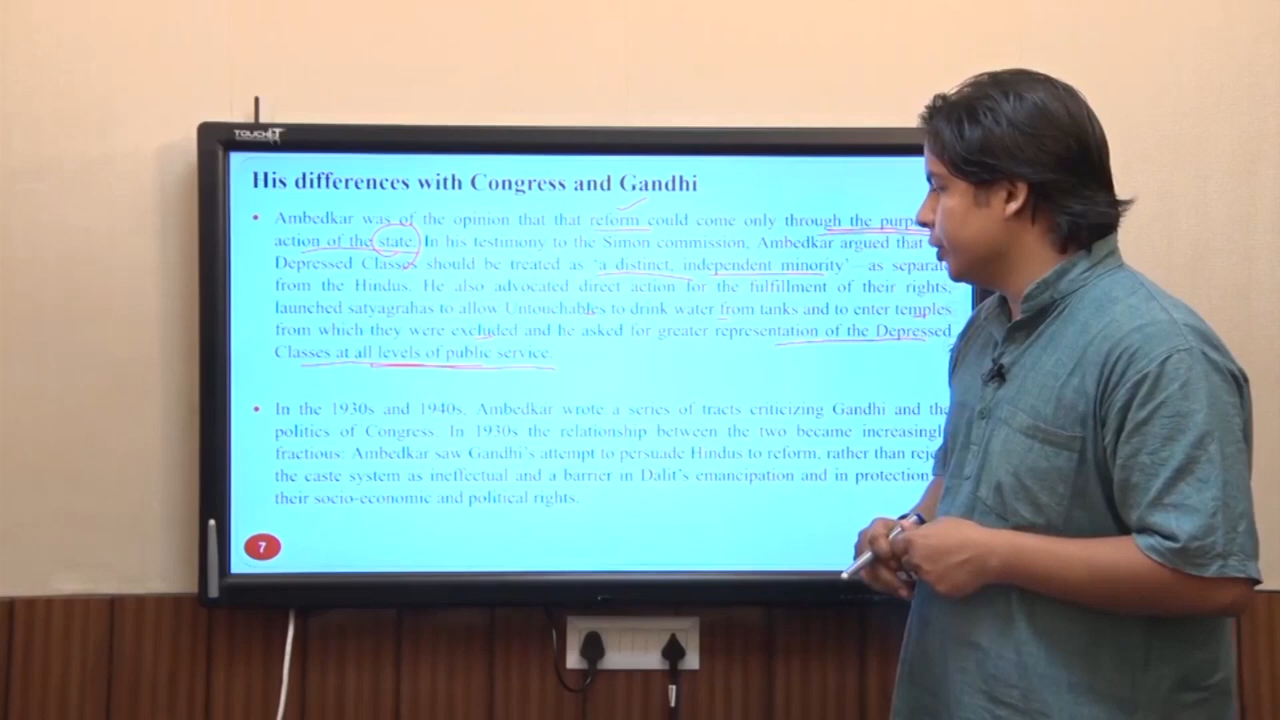 TOUCH IT
His differences with Congress and Gandhi
• Ambedkar was of the opinion that that reform could come only through the
action of the state. In his testimony to the Simon commission, Ambedkar argued that
Depressed Classes should be treated as 'a distinct, independent minority' as
from the Hindus. He also advocated direct action for the fulfillment of their rights,
launched satyagrahas to allow Untouchables to drink water from tanks and to enter temples
from which they were excluded and he asked for greater representation of the Depressed
Classes at all levels of public service.
• In the 1930s and 1940s, Ambedkar wrote a series of tracts criticizing Gandhi and the
politics of Congress. In 1930s the relationship between the two became
fractious: Ambedkar saw Gandhi's attempt to persuade Hindus to reform, rather than
the caste system as ineffectual and a barrier in Dalit's emancipation and in protection
their socio-economic and political rights.
7